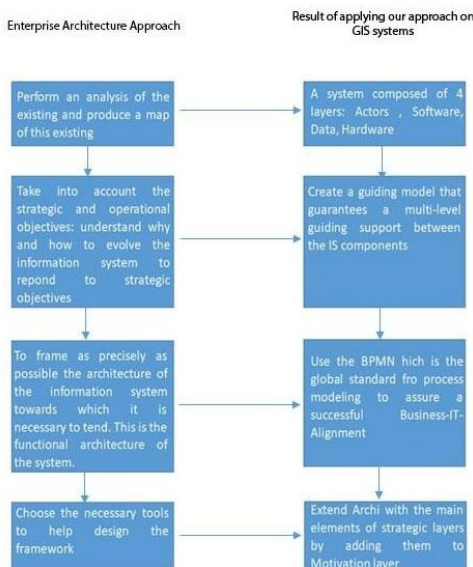 Enterprise Architecture Approach
Result of applying our approach on
GIS systems
Perform an analysis of the
existing and produce a map
of this existing
A system composed of 4
layers: Actors , Software,
Data, Hardware
Take into account the
strategic and operational
objectives: understand why
and how to evolve the
information system to
repond to strategic
objectives
Create a guiding model that
guarantees a multi-level
guiding support between
the IS components
To frame as precisely as
possible the architecture of
the information system
towards which it is
necessary to tend. This is the
functional architecture of
the system.
Use the BPMN hich is the
global standard fro process
modeling to assure a
successful Business-IT-
Alignment
Choose the necessary tools
to help design the
framework
Extend Archi with the main
elements of strategic layers
by adding them to
Motivation layer